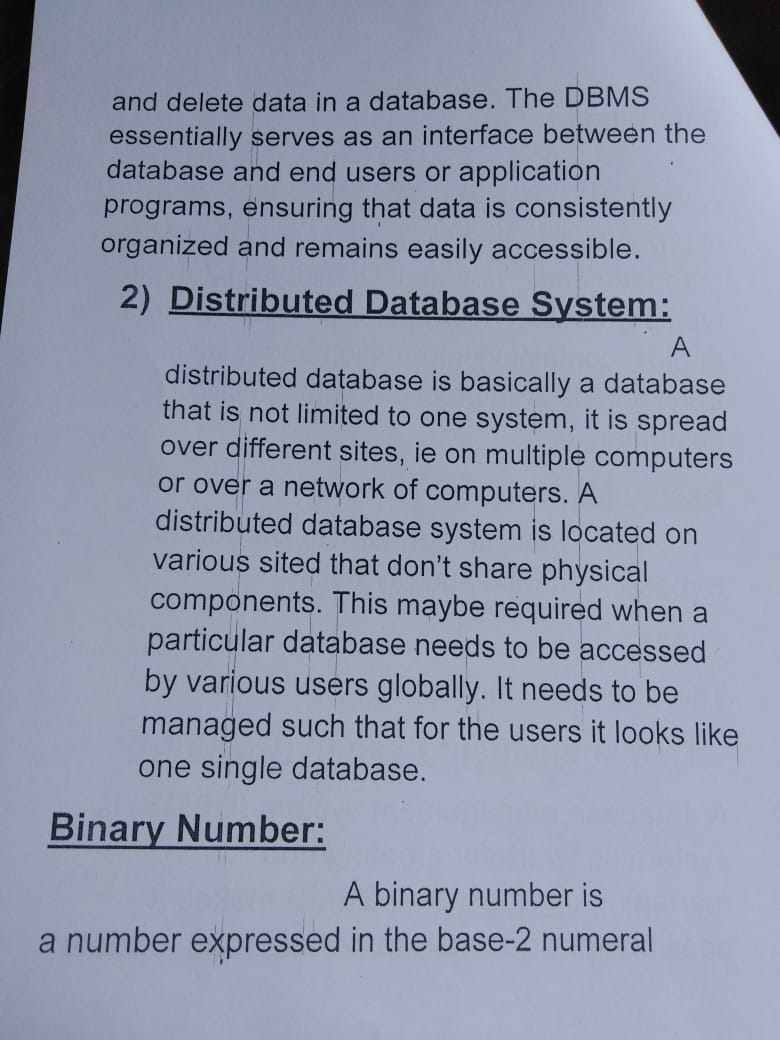 and delete data in a database. The DBMS
essentially serves as an interface between the
database and end users or application
programs, ensuring that data is consistently
organized and remains easily accessible.
2) Distributed Database System:
A
distributed database is basically a database
that is not limited to one system, it is spread
over different sites, ie on multiple computers
or over a network of computers. A
distributed database system is located on
various sited that don't share physical
components. This maybe required when a
particular database needs to be accessed
by various users globally. It needs to be
managed such that for the users it looks like
one single database.
Binary Number:
A binary number is
a number expressed in the base-2 numeral